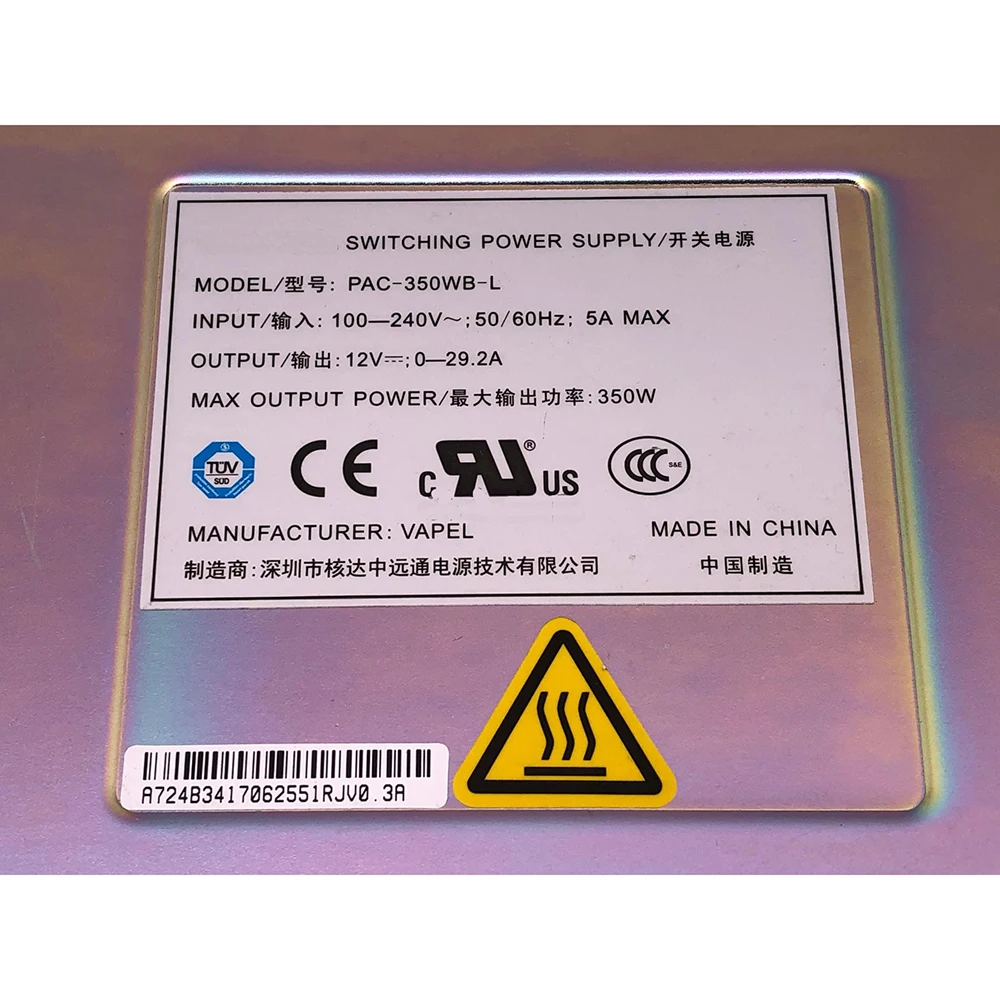 SWITCHING POWER SUPPLY/开关电源
MODEL/型号: PAC-350WB-L
INPUT/输入: 100—240V～;50/60Hz; 5A MAX
OUTPUT/输出:12V⎓;0—29.2A
MAX OUTPUT POWER/最大输出功率:350W
TÜV SÜD
CE
c RU® US
CCC S&E
MANUFACTURER: VAPEL MADE IN CHINA
制造商:深圳市核达中远通电源技术有限公司 中国制造
A724B3417062551RJV0.3A